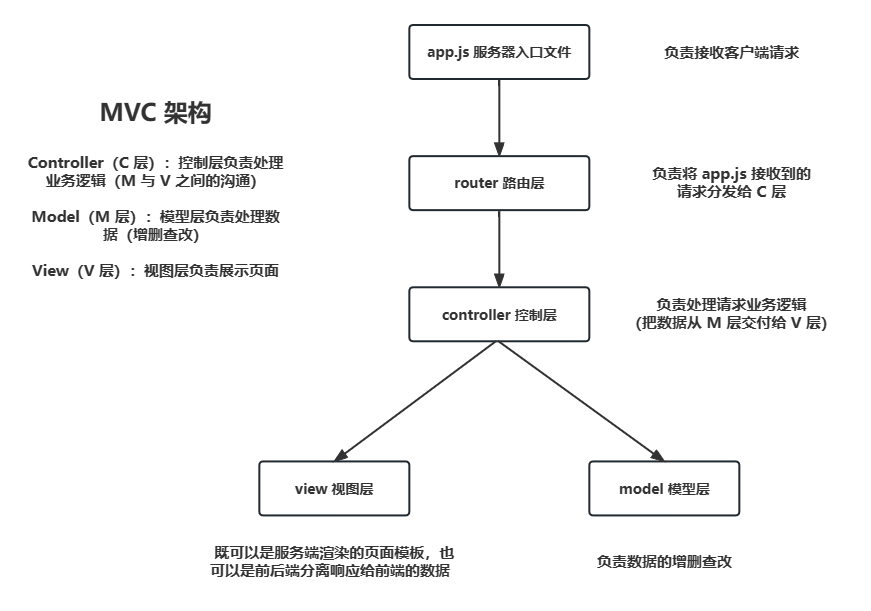 app.js 服务器入口文件
负责接收客户端请求
MVC 架构
Controller（C 层）：控制层负责处理
业务逻辑（M 与 V 之间的沟通）
Model（M 层）：模型层负责处理数
据（增删查改）
View（V 层）：视图层负责展示页面
router 路由层
负责将 app.js 接收到的
请求分发给 C 层
controller 控制层
负责处理请求业务逻辑
(把数据从 M 层交付给 V 层)
view 视图层
model 模型层
既可以是服务端渲染的页面模板，也
可以是前后端分离响应给前端的数据
负责数据的增删查改